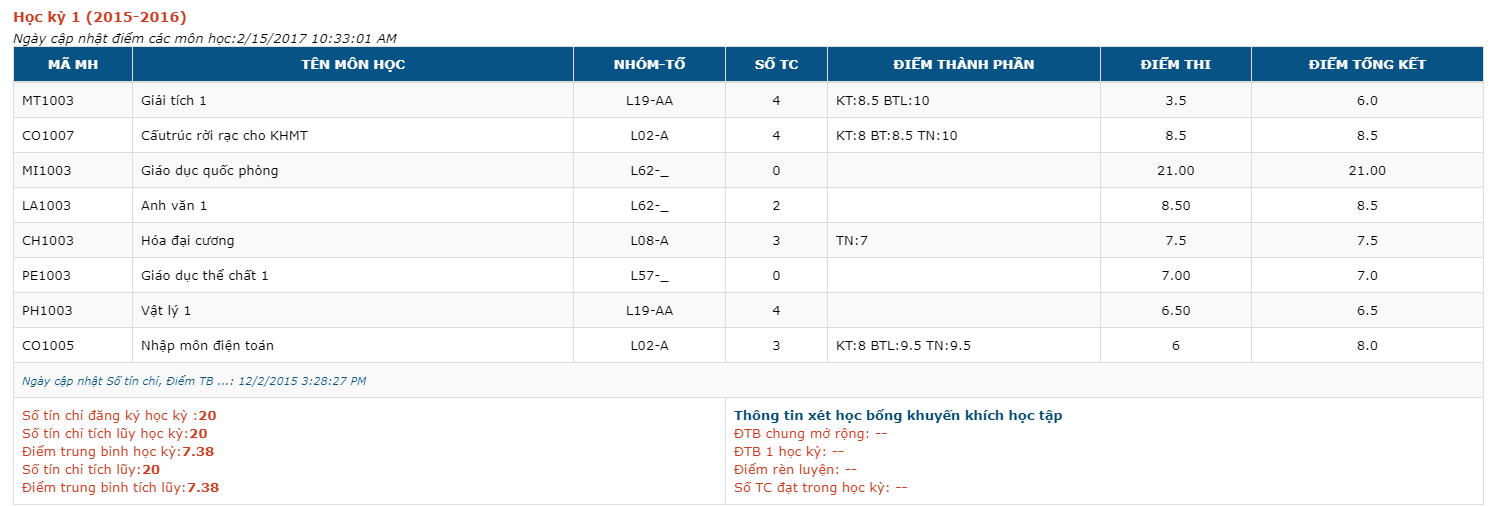 Học kỳ 1 (2015-2016)
Ngày cập nhật điểm các môn học:2/15/2017 10:33:01 AM
MÃ MH TÊN MÔN HỌC NHÓM-TỔ SỐ TC ĐIỂM THÀNH PHẦN ĐIỂM THI ĐIỂM TỔNG KẾT
MT1003 Giải tích 1 L19-AA 4 KT:8.5 BTL:10 3.5 6.0
CO1007 Cấutrúc rời rạc cho KHMT L02-A 4 KT:8 BT:8.5 TN:10 8.5 8.5
MI1003 Giáo dục quốc phòng L62-_ 0 21.00 21.00
LA1003 Anh văn 1 L62-_ 2 8.50 8.5
CH1003 Hóa đại cương L08-A 3 TN:7 7.5 7.5
PE1003 Giáo dục thể chất 1 L57-_ 0 7.00 7.0
PH1003 Vật lý 1 L19-AA 4 6.50 6.5
CO1005 Nhập môn điện toán L02-A 3 KT:8 BTL:9.5 TN:9.5 6 8.0
Ngày cập nhật Số tín chỉ, Điểm TB ...: 12/2/2015 3:28:27 PM
Số tín chỉ đăng ký học kỳ :20
Số tín chỉ tích lũy học kỳ:20
Điểm trung bình học kỳ:7.38
Số tín chỉ tích lũy:20
Điểm trung bình tích lũy:7.38
Thông tin xét học bổng khuyến khích học tập
ĐTB chung mở rộng: --
ĐTB 1 học kỳ: --
Điểm rèn luyện: --
Số TC đạt trong học kỳ: --